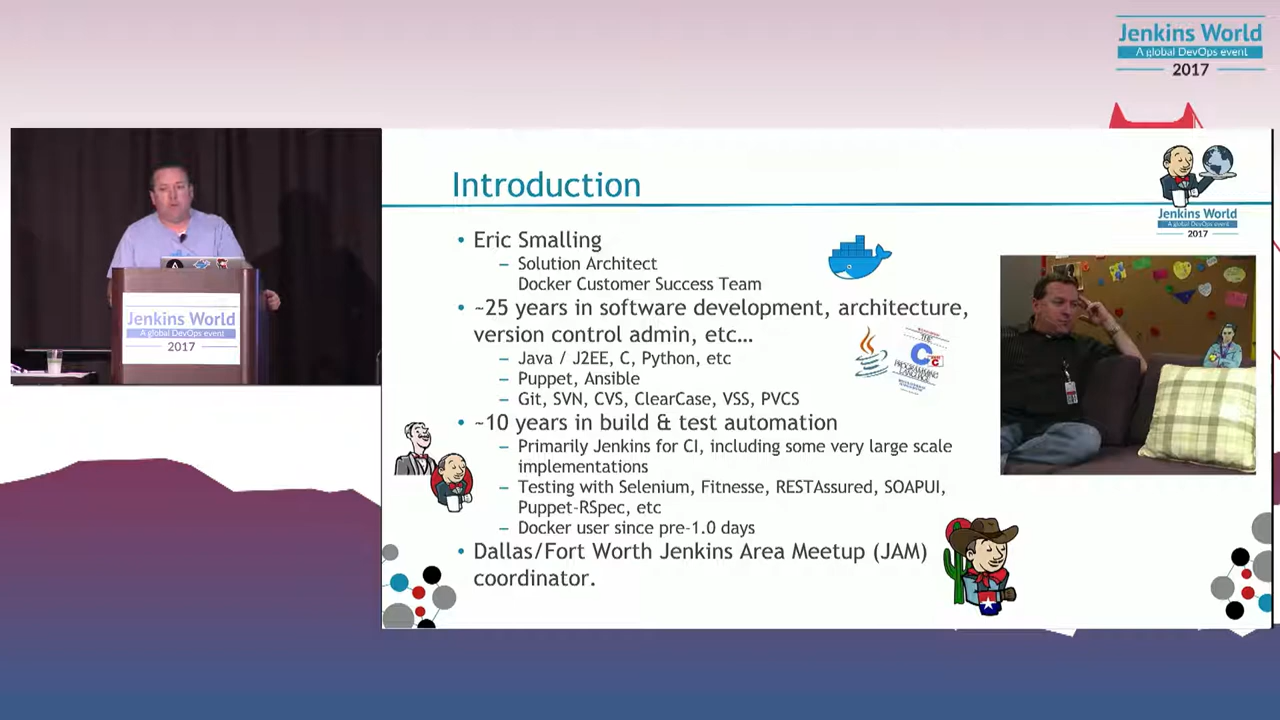 Jenkins World
A global DevOps event
2017
Introduction
Jenkins World
2017
• Eric Smalling
– Solution Architect
Docker Customer Success Team
• ~25 years in software development, architecture,
version control admin, etc…
– Java / J2EE, C, Python, etc
– Puppet, Ansible
– Git, SVN, CVS, ClearCase, VSS, PVCS
• ~10 years in build & test automation
– Primarily Jenkins for CI, including some very large scale
implementations
– Testing with Selenium, Fitnesse, RESTAssured, SOAPUI,
Puppet-RSpec, etc
– Docker user since pre-1.0 days
• Dallas/Fort Worth Jenkins Area Meetup (JAM)
coordinator.
Jenkins World
A global DevOps event
2017
THE
C
PROGRAMMING
LANGUAGE